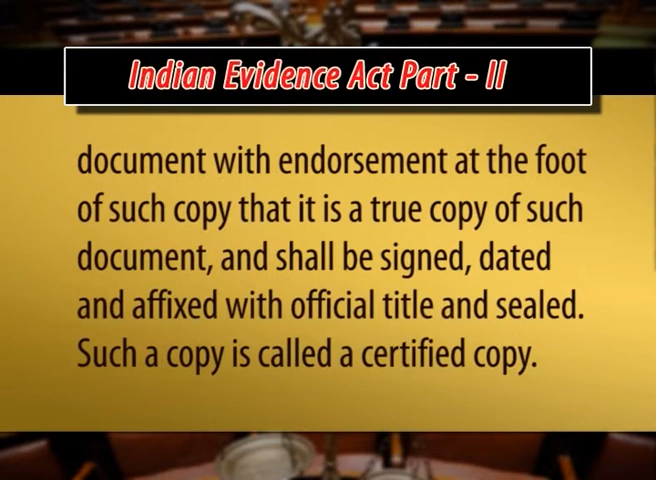 Indian Evidence Act Part - II
document with endorsement at the foot
of such copy that it is a true copy of such
document, and shall be signed, dated
and affixed with official title and sealed.
Such a copy is called a certified copy.